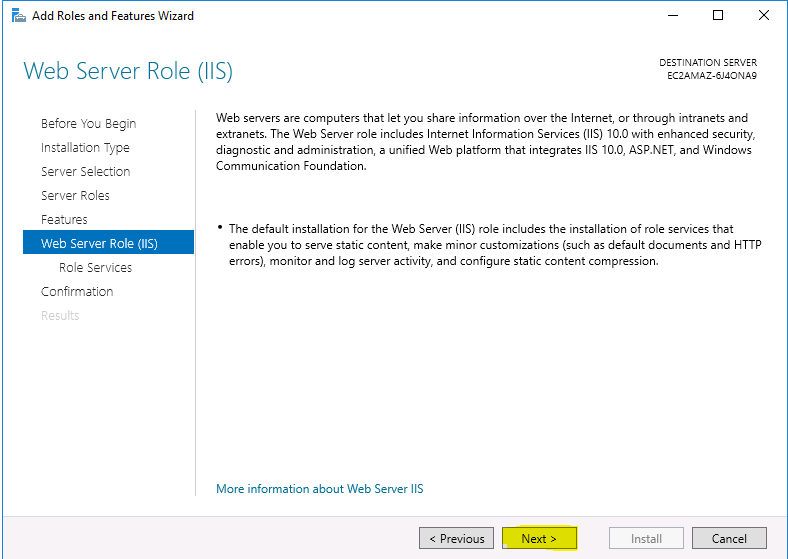 Add Roles and Features Wizard
Web Server Role (IIS)
DESTINATION SERVER
EC2AMAZ-6J4ONA9
Before You Begin
Installation Type
Server Selection
Server Roles
Features
Web Server Role (IIS)
Role Services
Confirmation
Results
Web servers are computers that let you share information over the Internet, or through intranets and
extranets. The Web Server role includes Internet Information Services (IIS) 10.0 with enhanced security,
diagnostic and administration, a unified Web platform that integrates IIS 10.0, ASP.NET, and Windows
Communication Foundation.
• The default installation for the Web Server (IIS) role includes the installation of role services that
enable you to serve static content, make minor customizations (such as default documents and HTTP
errors), monitor and log server activity, and configure static content compression.
More information about Web Server IIS
< Previous
Next >
Install
Cancel